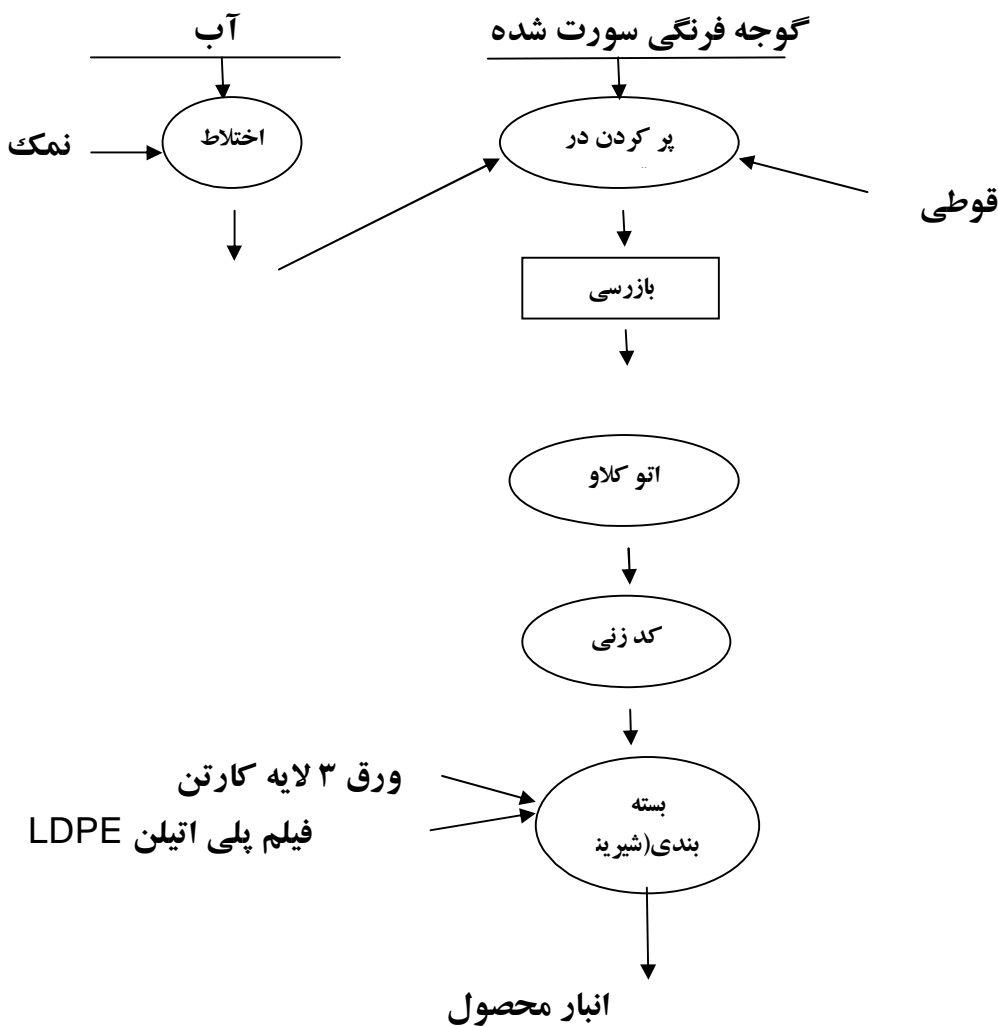 آب
گوجه فرنگی سورت شده
نمک
اختلاط
پر کردن در
قوطی
بازرسی
اتو کلاو
کد زنی
ورق ۳ لایه کارتن
فیلم پلی اتیلن LDPE
بسته
بندی(شیرین
انبار محصول